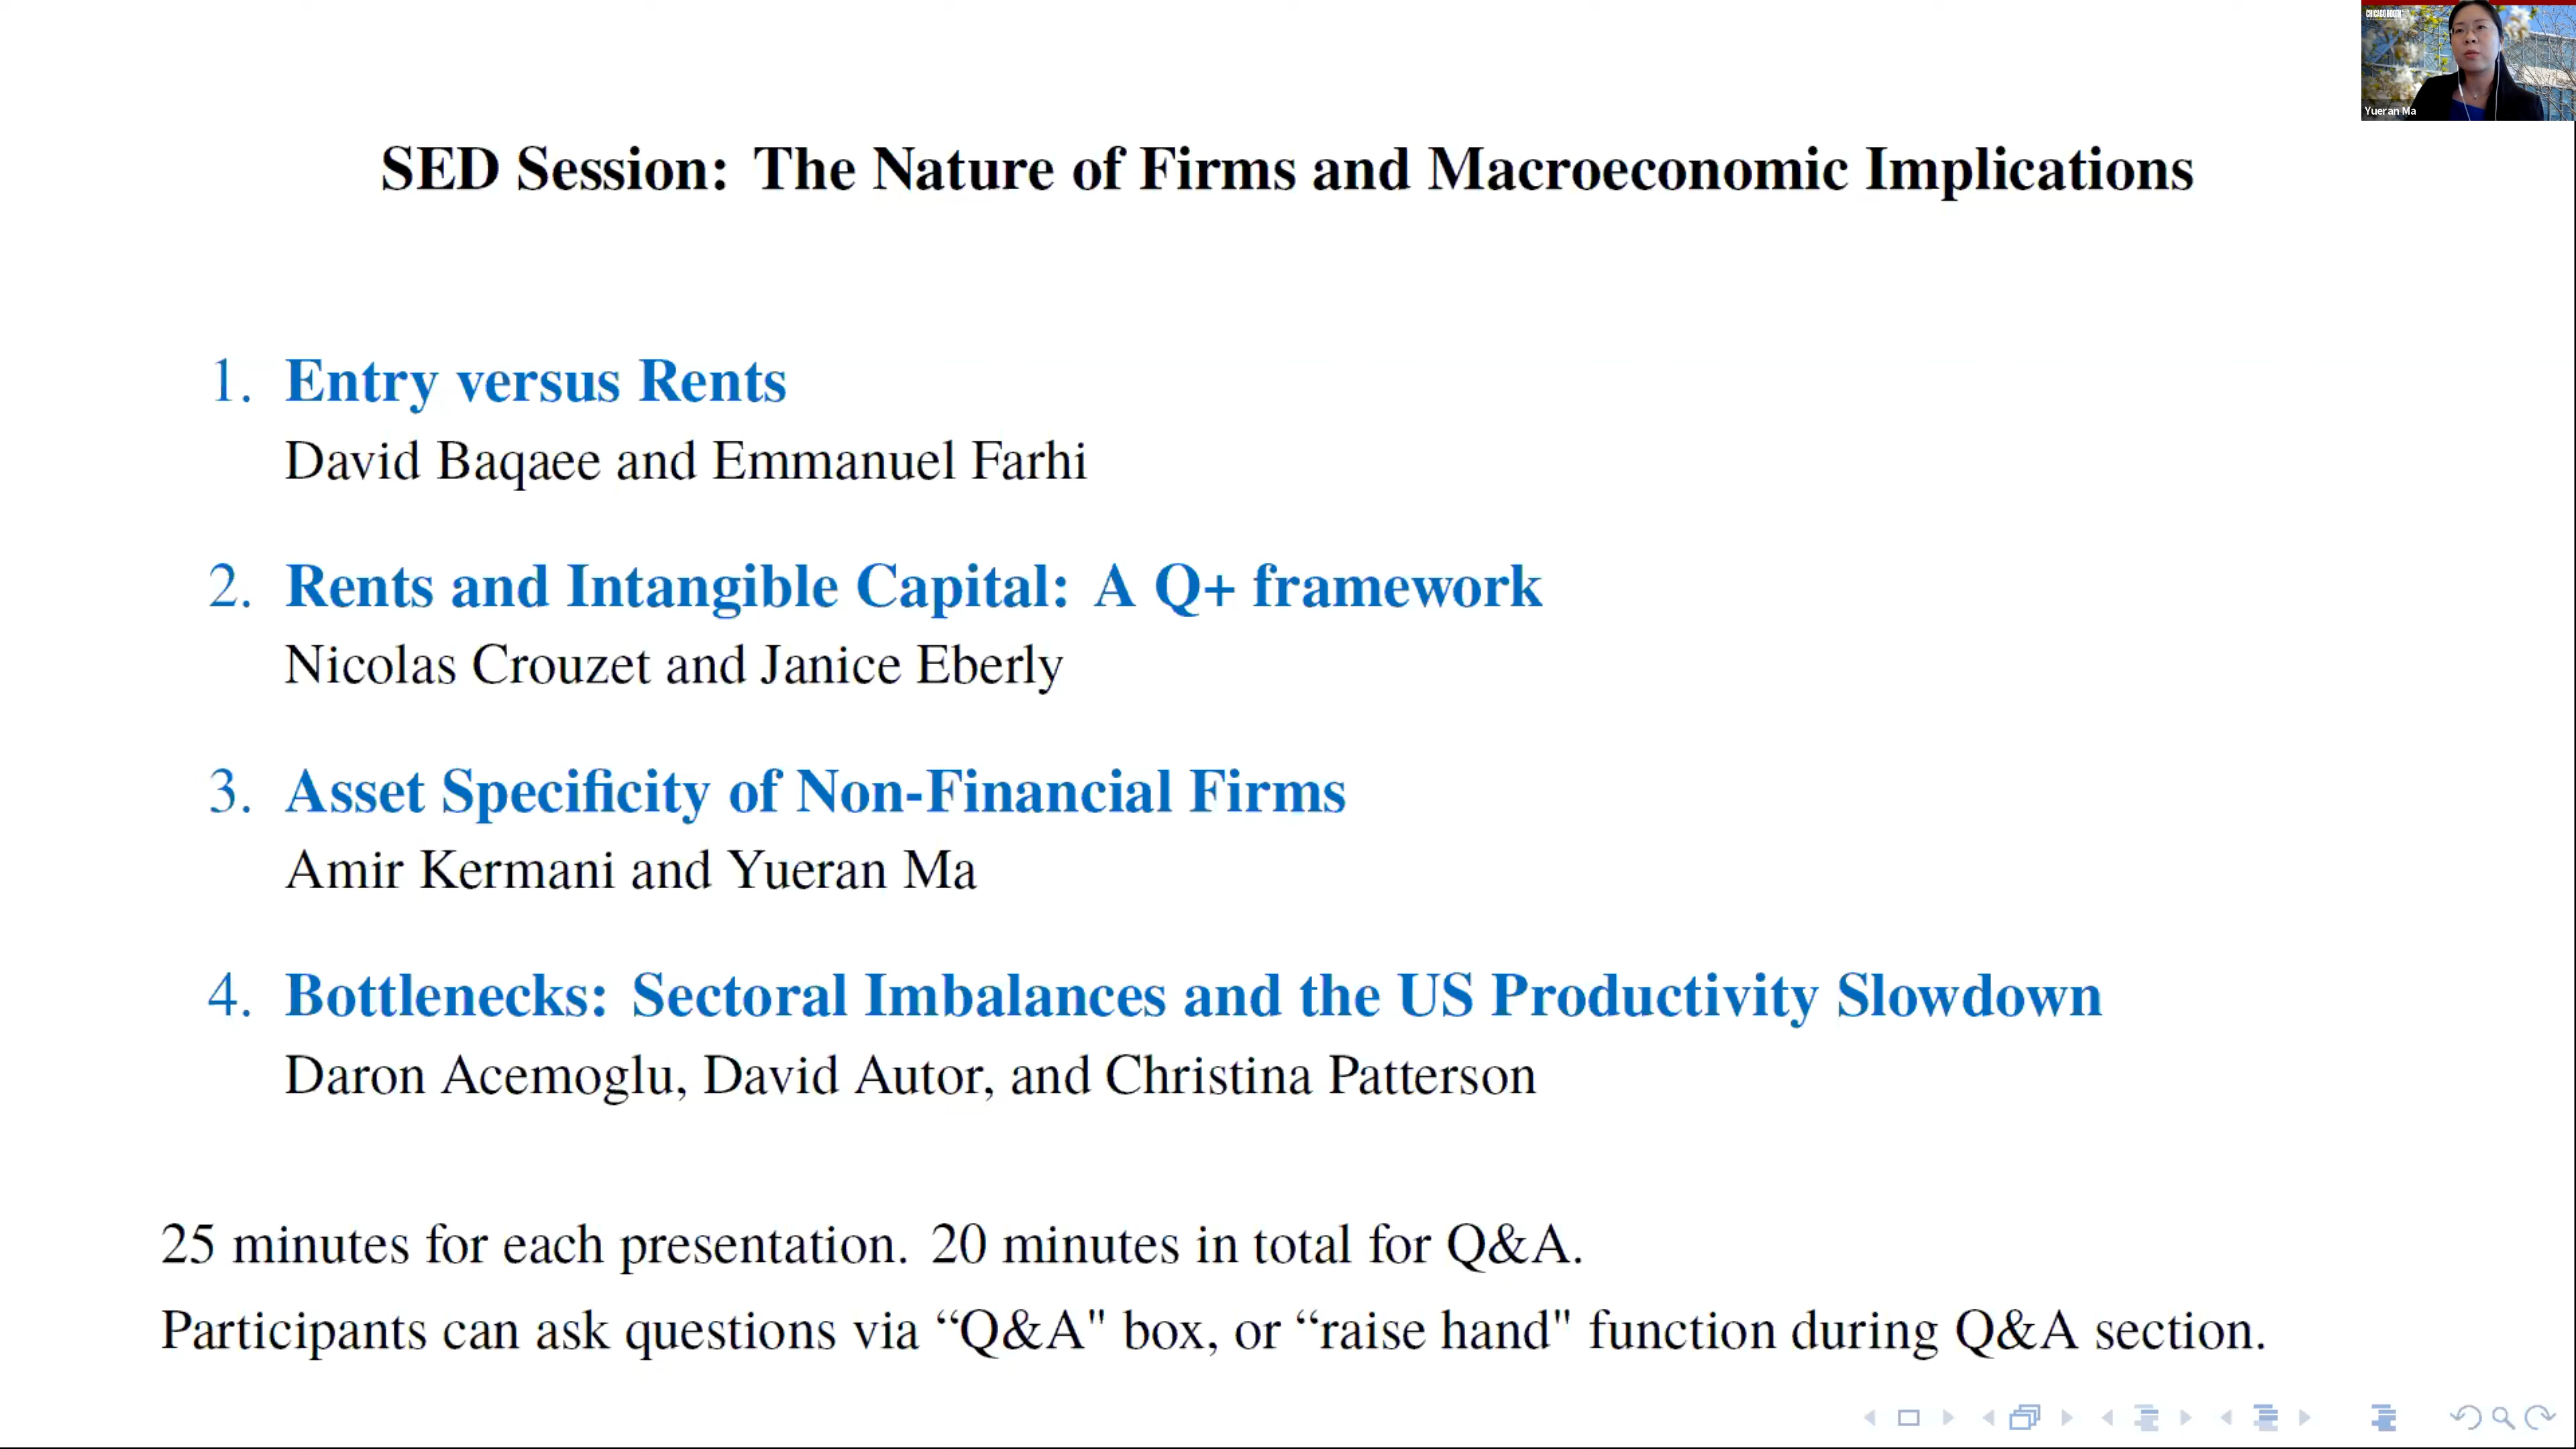 CHICAGO BOOTH
Yueran Ma
SED Session: The Nature of Firms and Macroeconomic Implications
1. Entry versus Rents
David Baqaee and Emmanuel Farhi
2. Rents and Intangible Capital: A Q+ framework
Nicolas Crouzet and Janice Eberly
3. Asset Specificity of Non-Financial Firms
Amir Kermani and Yueran Ma
4. Bottlenecks: Sectoral Imbalances and the US Productivity Slowdown
Daron Acemoglu, David Autor, and Christina Patterson
25 minutes for each presentation. 20 minutes in total for Q&A.
Participants can ask questions via “Q&A" box, or “raise hand" function during Q&A section.